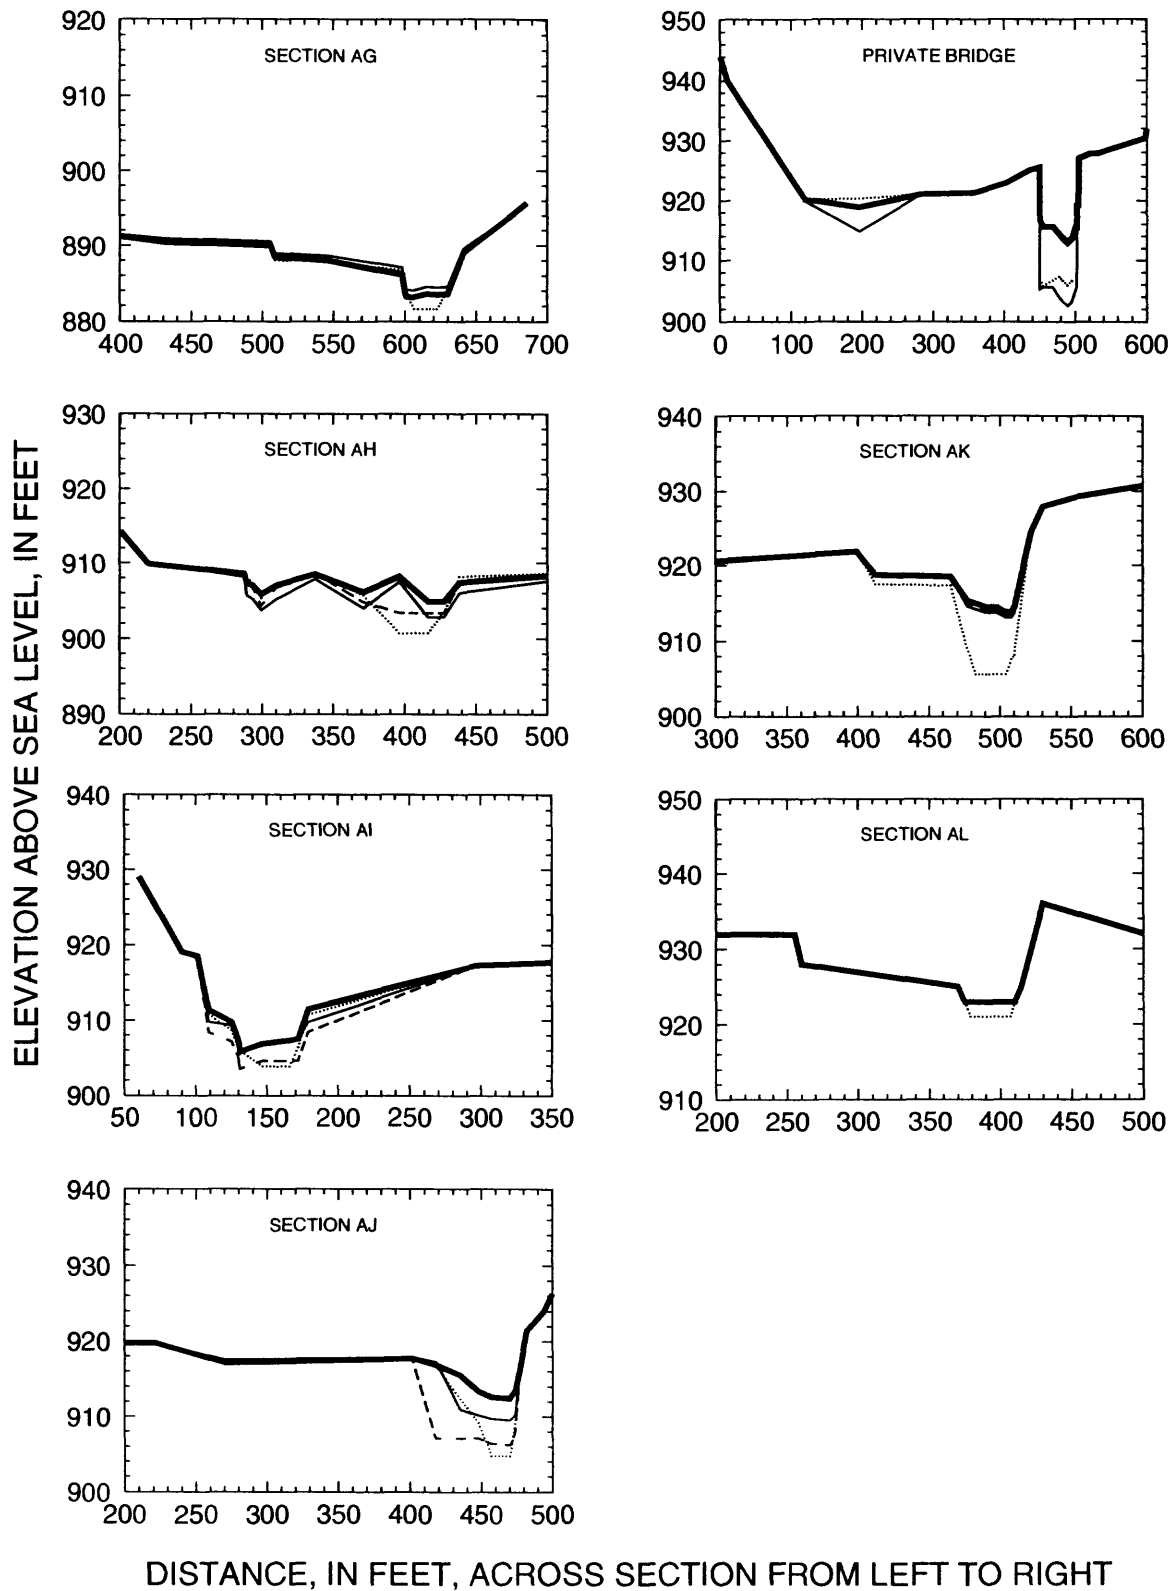 ELEVATION ABOVE SEA LEVEL, IN FEET
SECTION AG
920
910
900
890
880
400 450 500 550 600 650 700
PRIVATE BRIDGE
950
940
930
920
910
900
0 100 200 300 400 500 600
SECTION AH
930
920
910
900
890
200 250 300 350 400 450 500
SECTION AK
940
930
920
910
900
300 350 400 450 500 550 600
SECTION AI
940
930
920
910
900
50 100 150 200 250 300 350
SECTION AL
950
940
930
920
910
200 250 300 350 400 450 500
SECTION AJ
940
930
920
910
900
200 250 300 350 400 450 500
DISTANCE, IN FEET, ACROSS SECTION FROM LEFT TO RIGHT